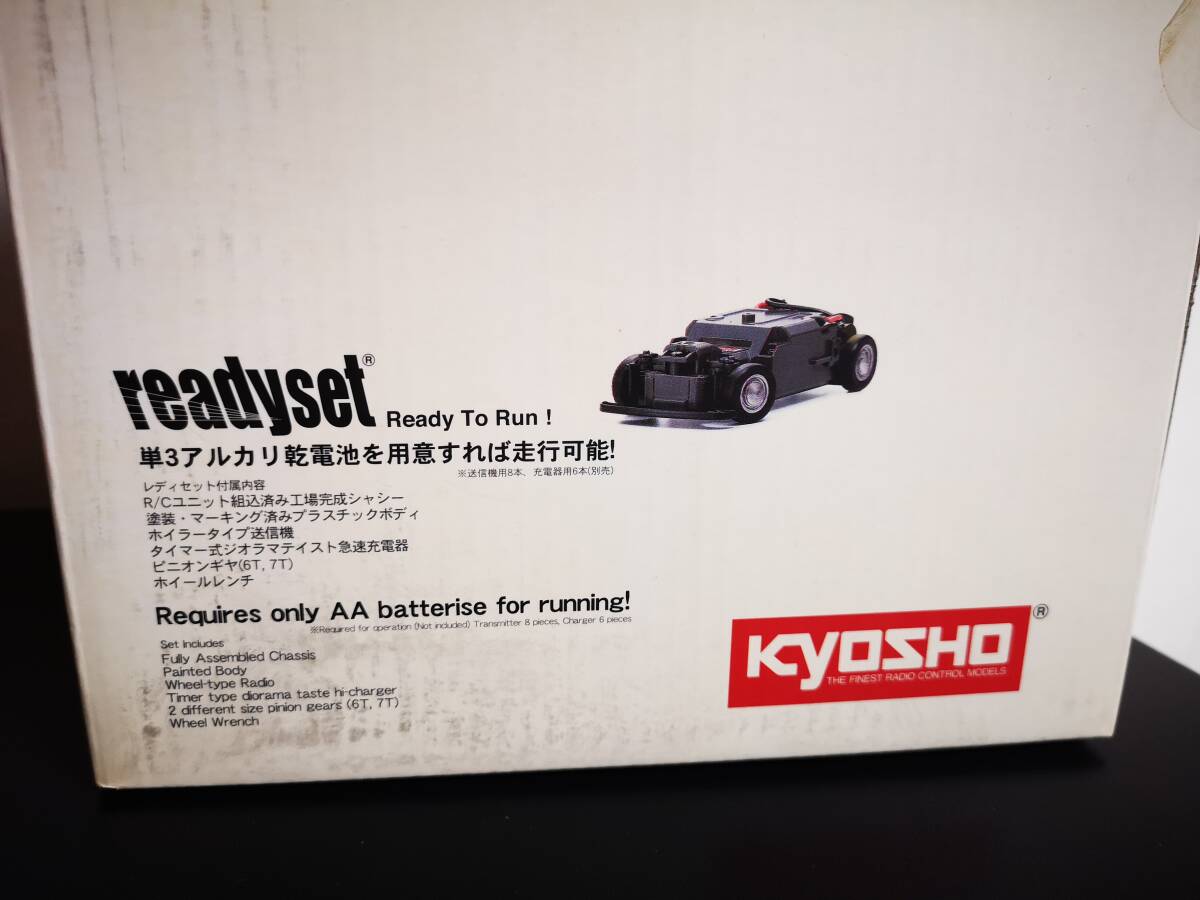 readyset® Ready To Run !
単3アルカリ乾電池を用意すれば走行可能!
※送信機用8本、充電器用6本(別売)
レディセット付属内容
R/Cユニット組込済み工場完成シャシー
塗装・マーキング済みプラスチックボディ
ホイラータイプ送信機
タイマー式ジオラマテイスト急速充電器
ピニオンギヤ(6T, 7T)
ホイールレンチ
Requires only AA batterise for running!
※Required for operation (Not included) Transmitter 8 pieces, Charger 6 pieces
Set Includes
Fully Assembled Chassis
Painted Body
Wheel-type Radio
Timer type diorama taste hi-charger
2 different size pinion gears (6T, 7T)
Wheel Wrench
KYOSHO®
THE FINEST RADIO CONTROL MODELS